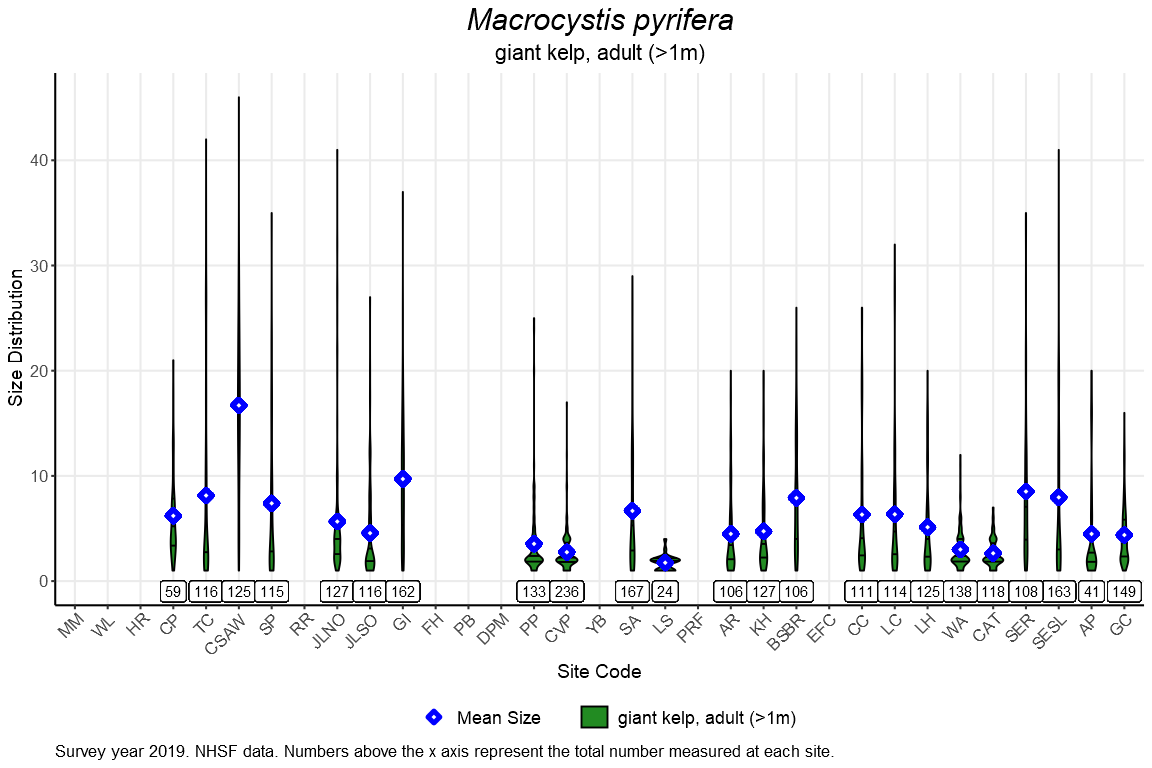 Macrocystis pyrifera
giant kelp, adult (>1m)
Size Distribution
40
30
20
10
0
59 116 125 115 127 116 162 133 236 167 24 106 127 106 111 114 125 138 118 108 163 41 149
MM WL HR CP TC CSAW SP RR JLNO JLSO GI FH PB DPM PP CVP YB SA LS PRF AR KH BSBR EFC CC LC LH WA CAT SER SESL AP GC
Site Code
Mean Size giant kelp, adult (>1m)
Survey year 2019. NHSF data. Numbers above the x axis represent the total number measured at each site.